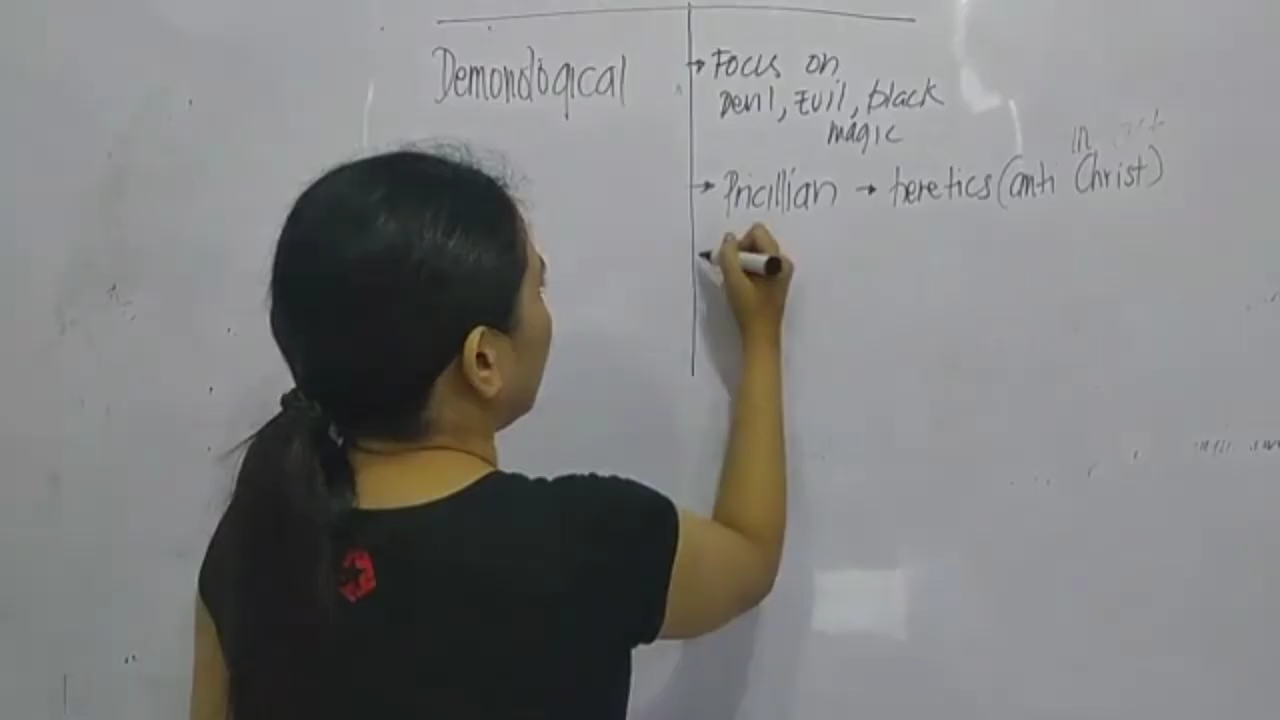 Demonological
→ Focus on
Devil, Evil, black
magic
→ Pricillian → heretics (anti Christ)
in